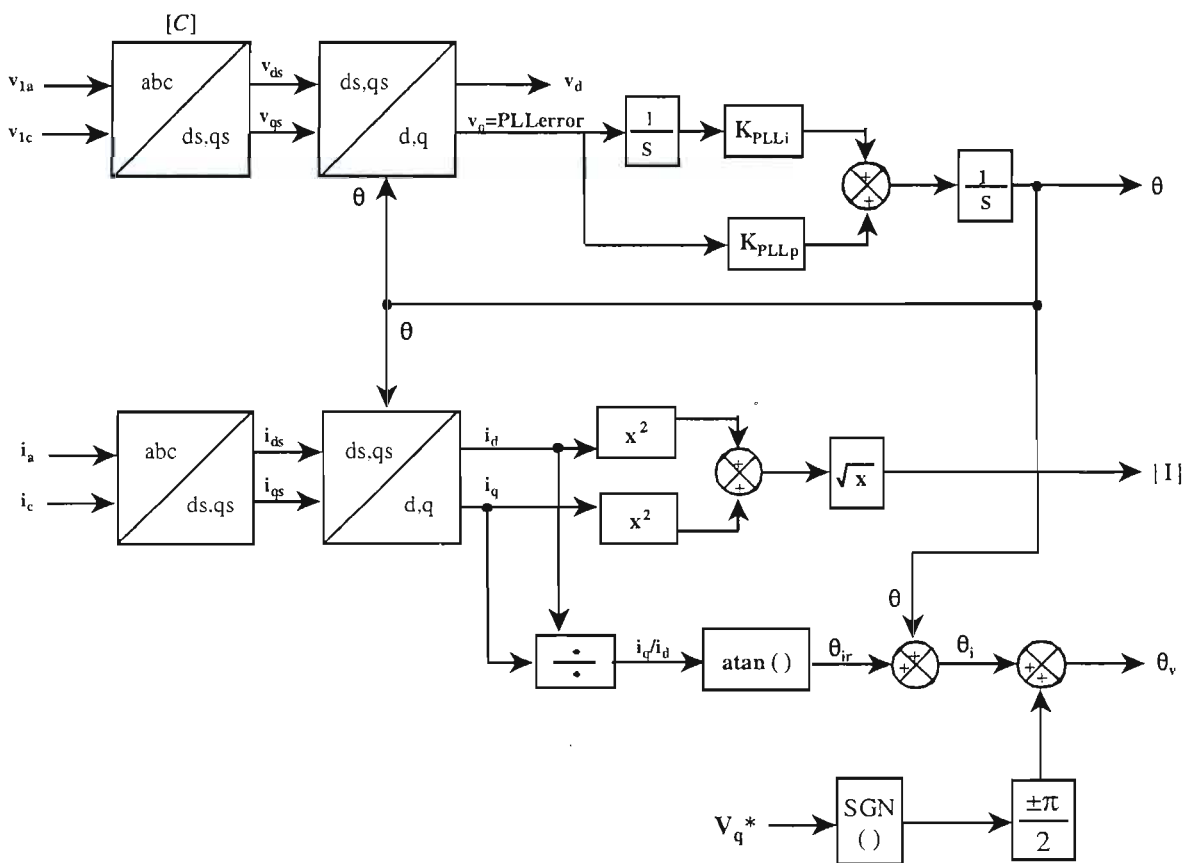 [C]
v1a
abc
vds
ds,qs
vd
v1c
ds,qs
vqs
d,q
vq=PLLerror
1
S
KPLLi
+
+
1
S
θ
θ
KPLLp
θ
ia
abc
ids
ds,qs
id
x²
+
+
√x
|I|
ic
ds.qs
iqs
d,q
iq
x²
θ
÷
iq/id
atan ( )
θir
+
+
θi
+
+
θv
Vq*
SGN
( )
±π
2